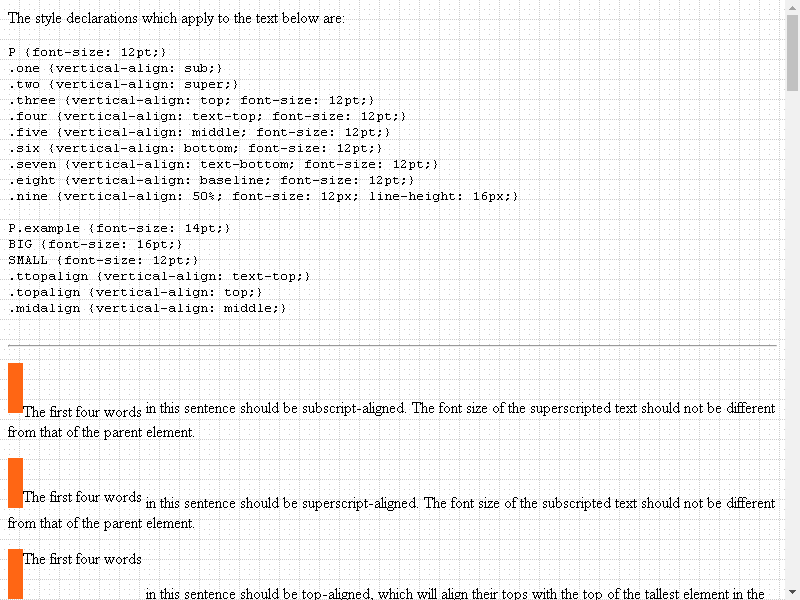 The style declarations which apply to the text below are:
P {font-size: 12pt;}
.one {vertical-align: sub;}
.two {vertical-align: super;}
.three {vertical-align: top; font-size: 12pt;}
.four {vertical-align: text-top; font-size: 12pt;}
.five {vertical-align: middle; font-size: 12pt;}
.six {vertical-align: bottom; font-size: 12pt;}
.seven {vertical-align: text-bottom; font-size: 12pt;}
.eight {vertical-align: baseline; font-size: 12pt;}
.nine {vertical-align: 50%; font-size: 12px; line-height: 16px;}
P.example {font-size: 14pt;}
BIG {font-size: 16pt;}
SMALL {font-size: 12pt;}
.ttopalign {vertical-align: text-top;}
.topalign {vertical-align: top;}
.midalign {vertical-align: middle;}
The first four words in this sentence should be subscript-aligned. The font size of the superscripted text should not be different
from that of the parent element.
The first four words in this sentence should be superscript-aligned. The font size of the subscripted text should not be different
from that of the parent element.
The first four words
in this sentence should be top-aligned, which will align their tops with the top of the tallest element in the